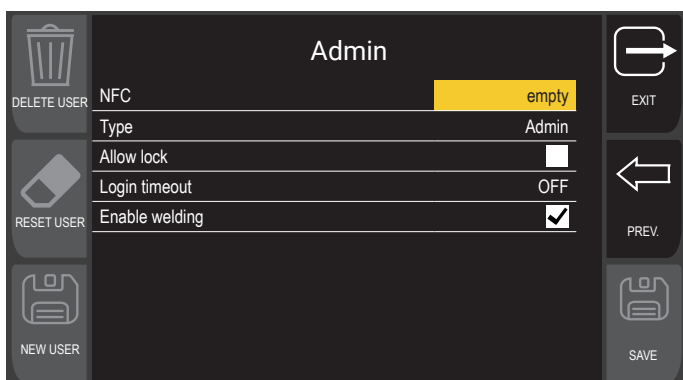 Admin
DELETE USER
NFC empty
EXIT
Type Admin
Allow lock
Login timeout OFF
Enable welding
RESET USER
PREV.
NEW USER
SAVE